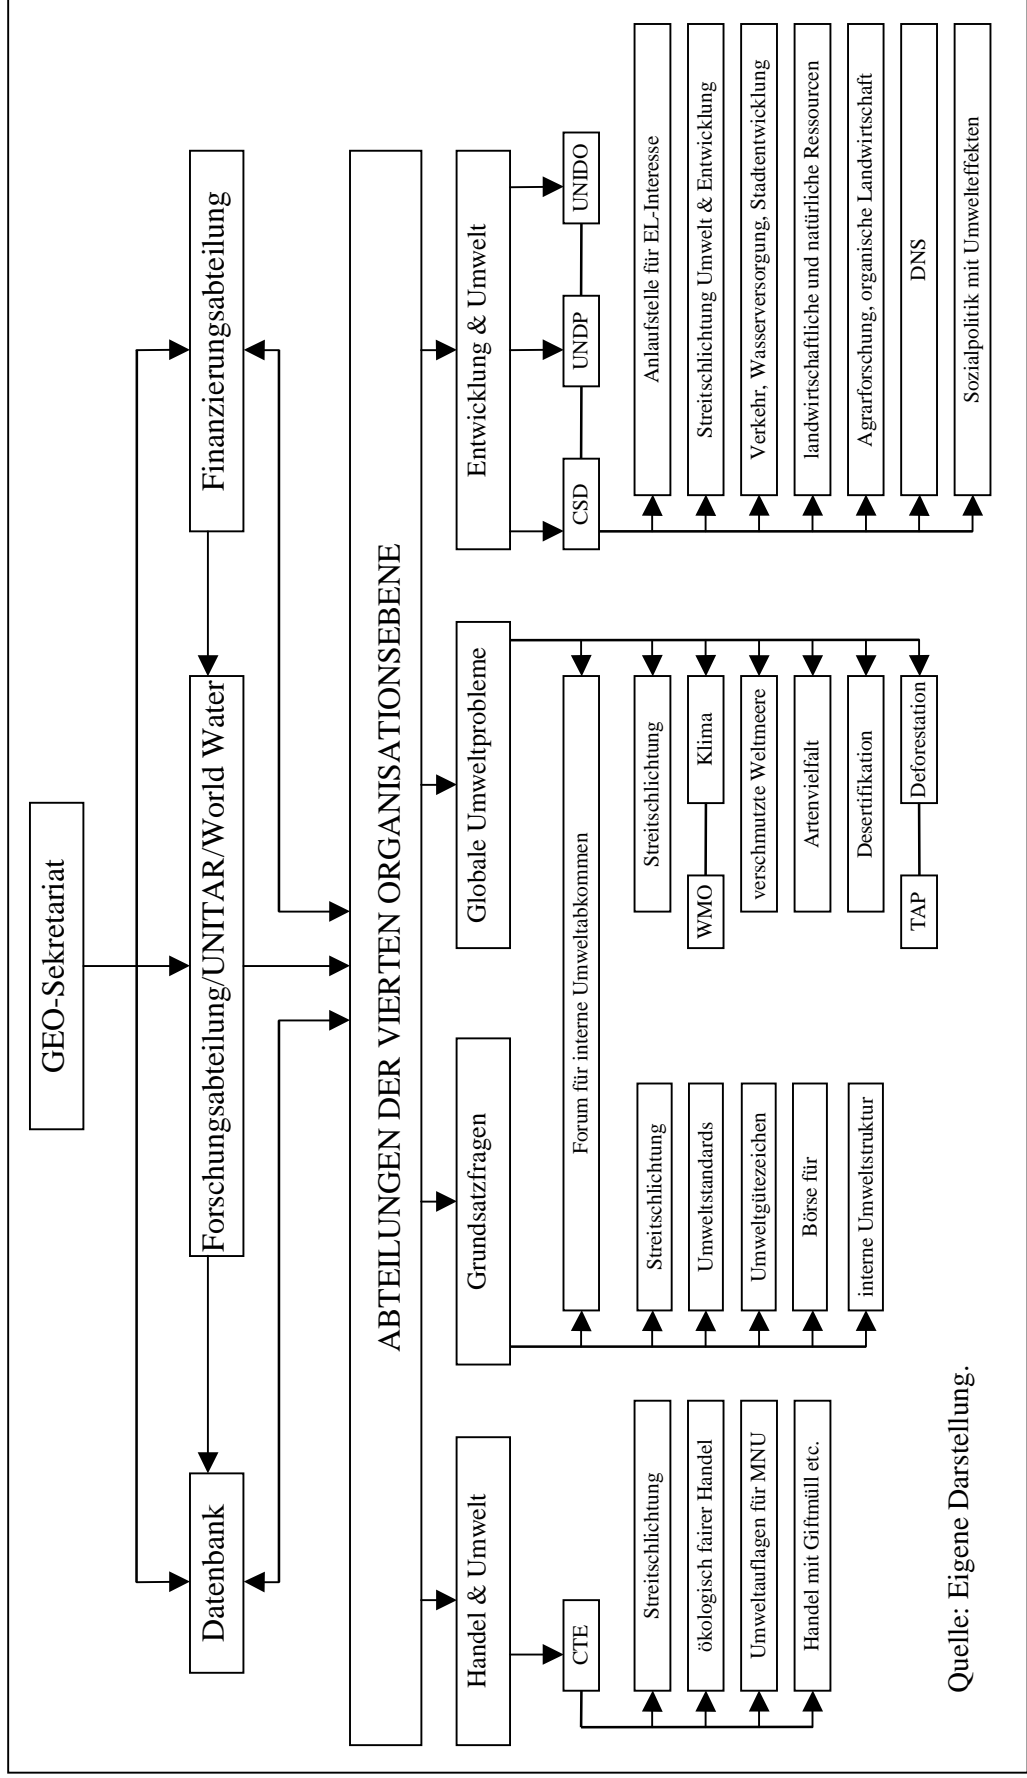 GEO-Sekretariat
Datenbank
Forschungsabteilung/UNITAR/World Water
Finanzierungsabteilung
ABTEILUNGEN DER VIERTEN ORGANISATIONSEBENE
Handel & Umwelt
Grundsatzfragen
Globale Umweltprobleme
Entwicklung & Umwelt
CTE
Streitschlichtung
ökologisch fairer Handel
Umweltauflagen für MNU
Handel mit Giftmüll etc.
Forum für interne Umweltabkommen
Streitschlichtung
Umweltstandards
Umweltgütezeichen
Börse für
interne Umweltstruktur
Streitschlichtung
WMO
Klima
verschmutzte Weltmeere
Artenvielfalt
Desertifikation
TAP
Deforestation
CSD
UNDP
UNIDO
Anlaufstelle für EL-Interesse
Streitschlichtung Umwelt & Entwicklung
Verkehr, Wasserversorgung, Stadtentwicklung
landwirtschaftliche und natürliche Ressourcen
Agrarforschung, organische Landwirtschaft
DNS
Sozialpolitik mit Umwelteffekten
Quelle: Eigene Darstellung.